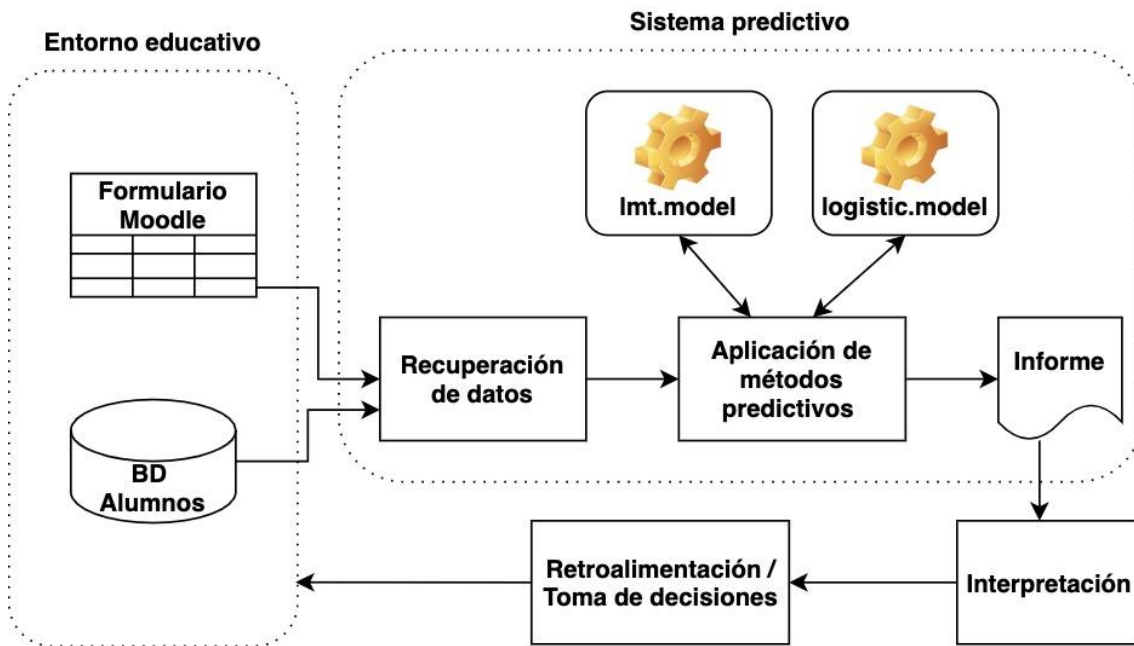 Entorno educativo
Sistema predictivo
Formulario
Moodle
lmt.model
logistic.model
Recuperación
de datos
Aplicación de
métodos
predictivos
Informe
BD
Alumnos
Retroalimentación /
Toma de decisiones
Interpretación